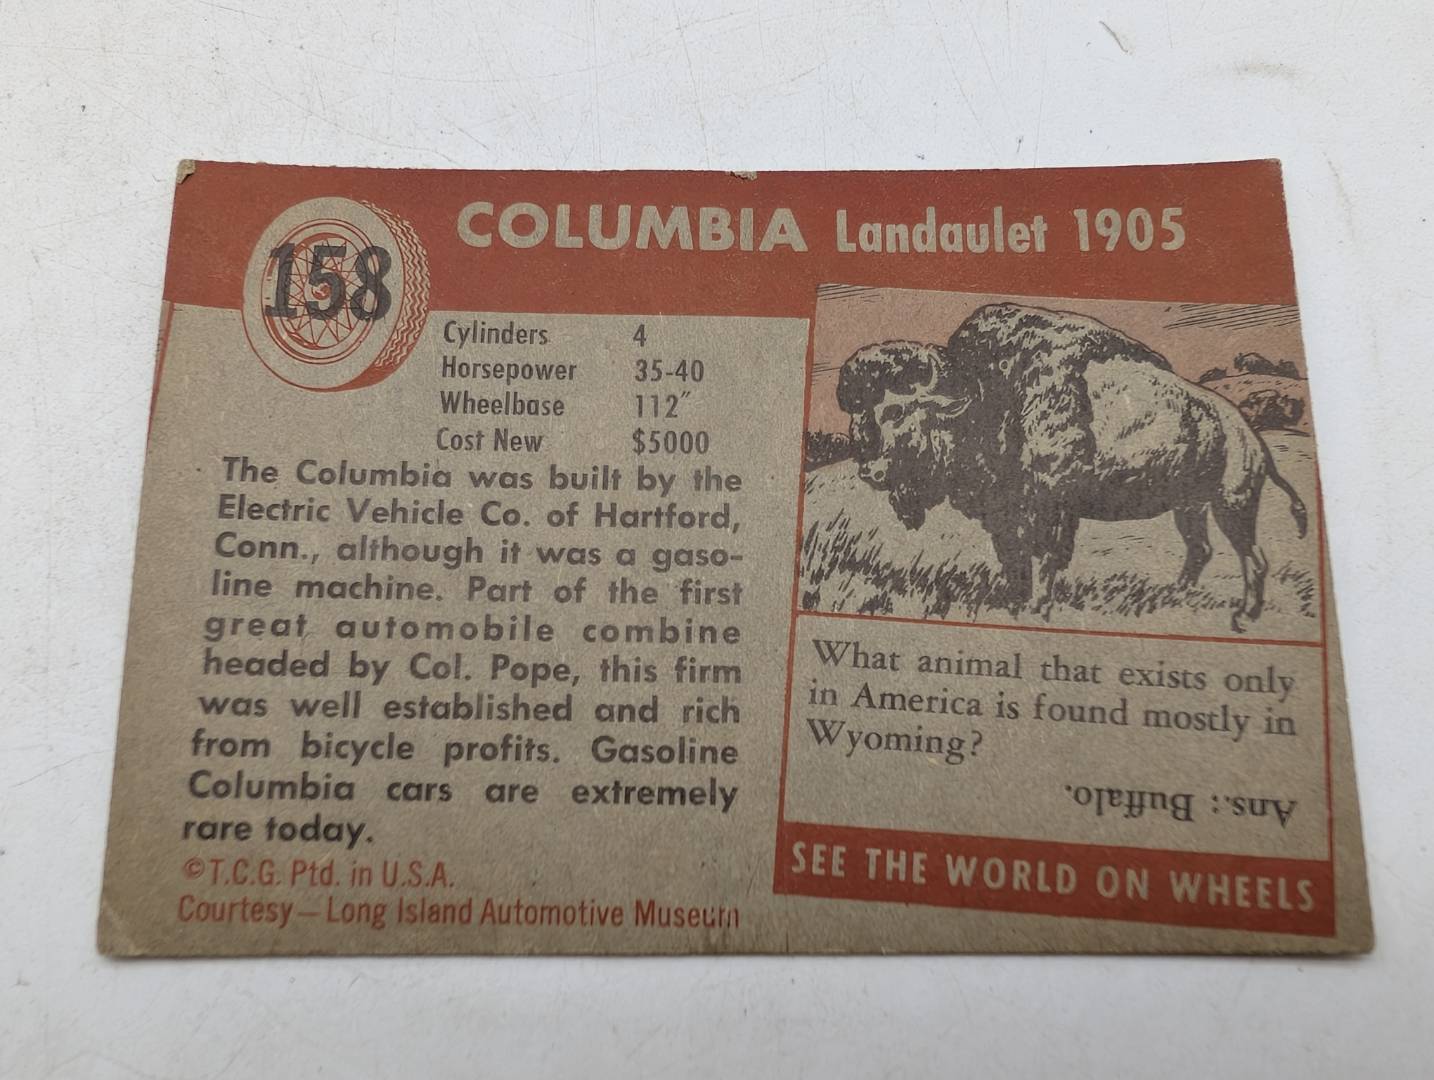 158
COLUMBIA Landaulet 1905
Cylinders 4
Horsepower 35-40
Wheelbase 112"
Cost New $5000
The Columbia was built by the
Electric Vehicle Co. of Hartford,
Conn., although it was a gaso-
line machine. Part of the first
great automobile combine
headed by Col. Pope, this firm
was well established and rich
from bicycle profits. Gasoline
Columbia cars are extremely
rare today.
©T.C.G. Ptd. in U.S.A.
Courtesy—Long Island Automotive Museum
What animal that exists only
in America is found mostly in
Wyoming?
Ans.: Buffalo.
SEE THE WORLD ON WHEELS